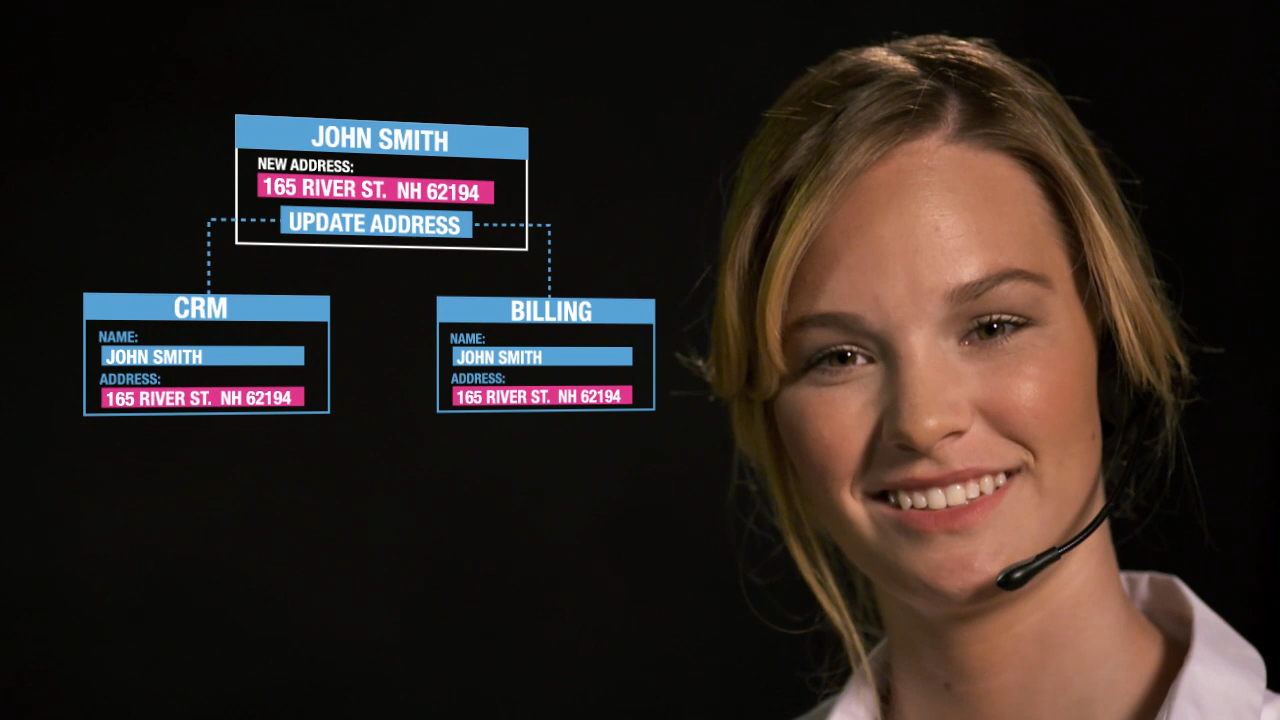 JOHN SMITH
NEW ADDRESS:
165 RIVER ST. NH 62194
UPDATE ADDRESS
CRM
NAME:
JOHN SMITH
ADDRESS:
165 RIVER ST. NH 62194
BILLING
NAME:
JOHN SMITH
ADDRESS:
165 RIVER ST. NH 62194